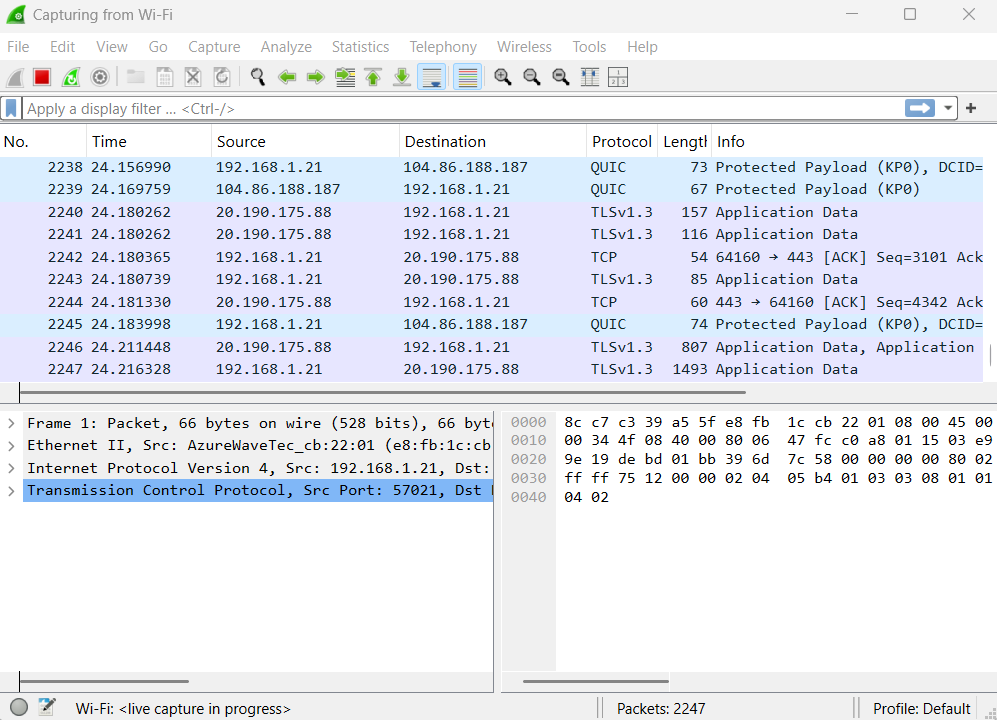 Capturing from Wi-Fi
File Edit View Go Capture Analyze Statistics Telephony Wireless Tools Help
Apply a display filter … <Ctrl-/>
No. Time Source Destination Protocol Length Info
2238 24.156990 192.168.1.21 104.86.188.187 QUIC 73 Protected Payload (KP0), DCID=
2239 24.169759 104.86.188.187 192.168.1.21 QUIC 67 Protected Payload (KP0)
2240 24.180262 20.190.175.88 192.168.1.21 TLSv1.3 157 Application Data
2241 24.180262 20.190.175.88 192.168.1.21 TLSv1.3 116 Application Data
2242 24.180365 192.168.1.21 20.190.175.88 TCP 54 64160 → 443 [ACK] Seq=3101 Ack
2243 24.180739 192.168.1.21 20.190.175.88 TLSv1.3 85 Application Data
2244 24.181330 20.190.175.88 192.168.1.21 TCP 60 443 → 64160 [ACK] Seq=4342 Ack
2245 24.183998 192.168.1.21 104.86.188.187 QUIC 74 Protected Payload (KP0), DCID=
2246 24.211448 20.190.175.88 192.168.1.21 TLSv1.3 807 Application Data, Application
2247 24.216328 192.168.1.21 20.190.175.88 TLSv1.3 1493 Application Data
Frame 1: Packet, 66 bytes on wire (528 bits), 66 byt
Ethernet II, Src: AzureWaveTec_cb:22:01 (e8:fb:1c:cb
Internet Protocol Version 4, Src: 192.168.1.21, Dst:
Transmission Control Protocol, Src Port: 57021, Dst
0000 8c c7 c3 39 a5 5f e8 fb 1c cb 22 01 08 00 45 00
0010 00 34 4f 08 40 00 80 06 47 fc c0 a8 01 15 03 e9
0020 9e 19 de bd 01 bb 39 6d 7c 58 00 00 00 00 80 02
0030 ff ff 75 12 00 00 02 04 05 b4 01 03 03 08 01 01
0040 04 02
Wi-Fi: <live capture in progress> Packets: 2247 Profile: Default